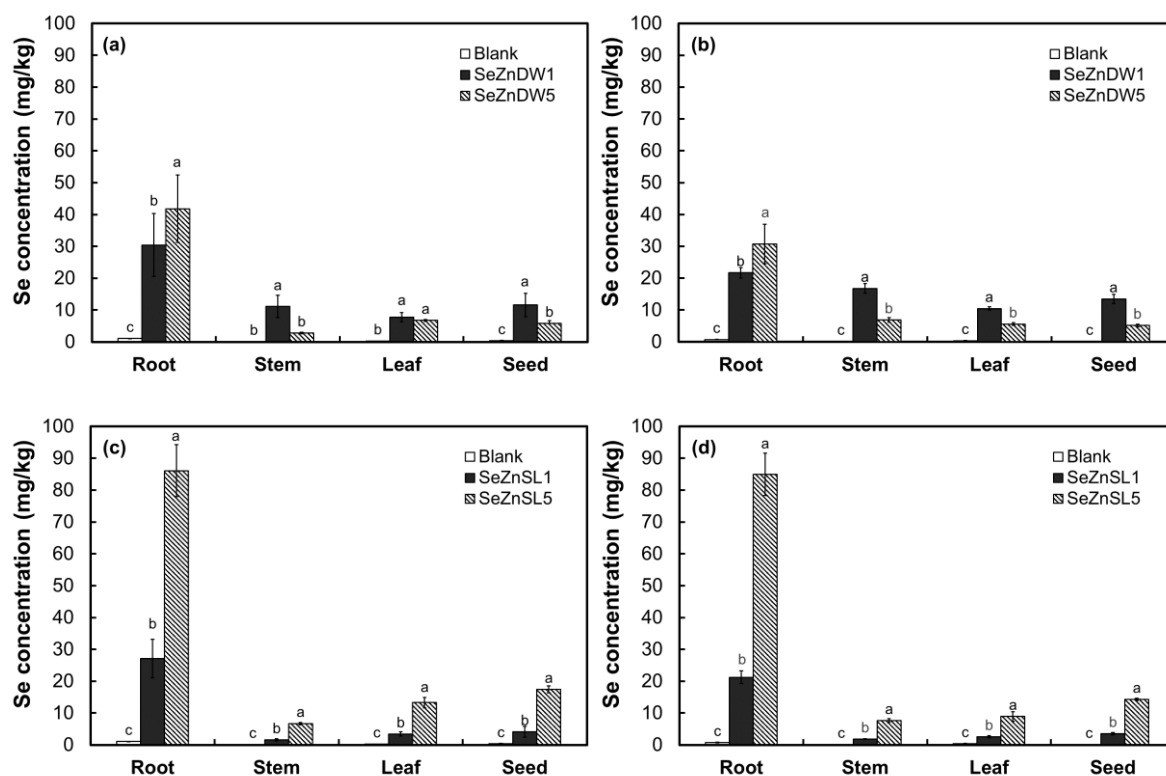 (a)
Se concentration (mg/kg)
100
90
80
70
60
50
40
30
20
10
0
Blank
SeZnDW1
SeZnDW5
c b a
b a b
b a a
c a b
Root Stem Leaf Seed
(b)
Se concentration (mg/kg)
100
90
80
70
60
50
40
30
20
10
0
Blank
SeZnDW1
SeZnDW5
c b a
c a b
c a b
c a b
Root Stem Leaf Seed
(c)
Se concentration (mg/kg)
100
90
80
70
60
50
40
30
20
10
0
Blank
SeZnSL1
SeZnSL5
c b a
c b a
c b a
c b a
Root Stem Leaf Seed
(d)
Se concentration (mg/kg)
100
90
80
70
60
50
40
30
20
10
0
Blank
SeZnSL1
SeZnSL5
c b a
c b a
c b a
c b a
Root Stem Leaf Seed